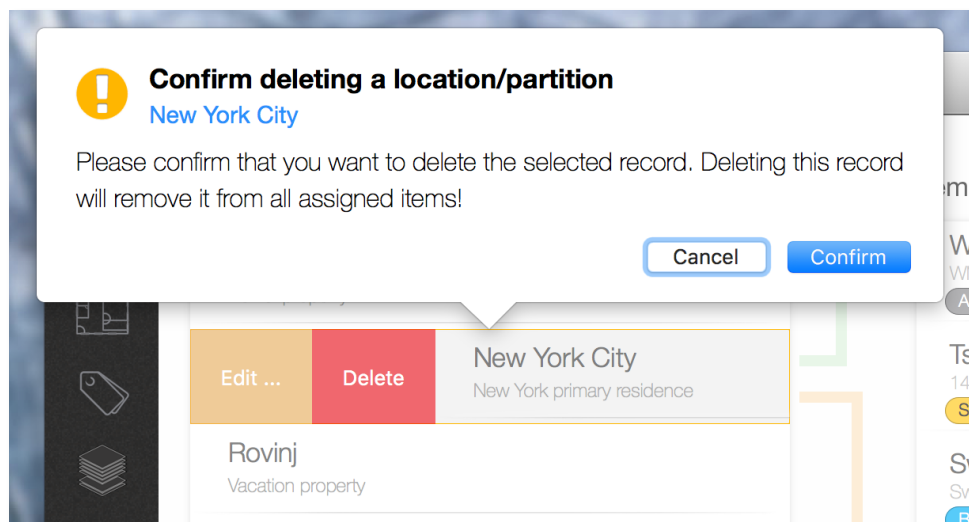 Confirm deleting a location/partition
New York City
Please confirm that you want to delete the selected record. Deleting this record
will remove it from all assigned items!
Cancel
Confirm
Edit ...
Delete
New York City
New York primary residence
Rovinj
Vacation property